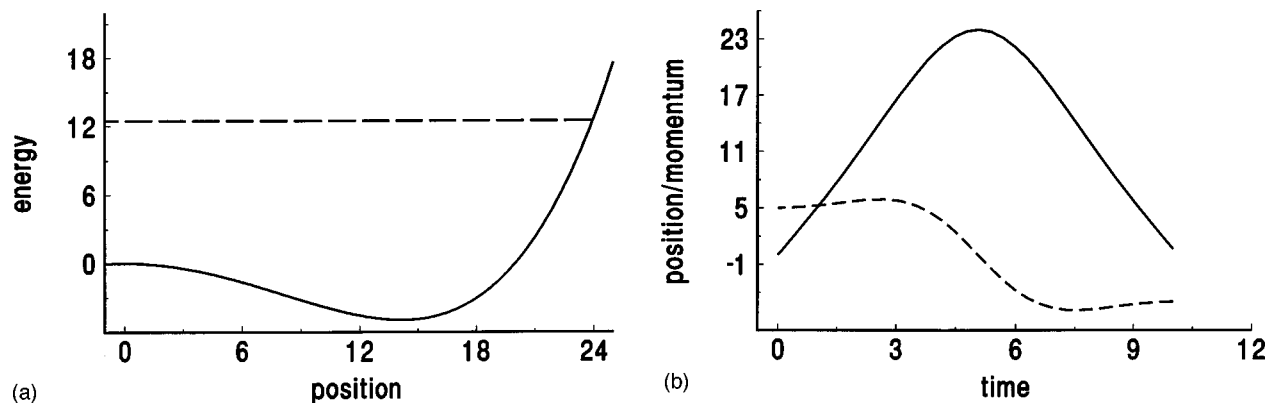 18
12
6
0
energy
0 6 12 18 24
position
(a)
23
17
11
5
-1
position/momentum
0 3 6 9 12
time
(b)